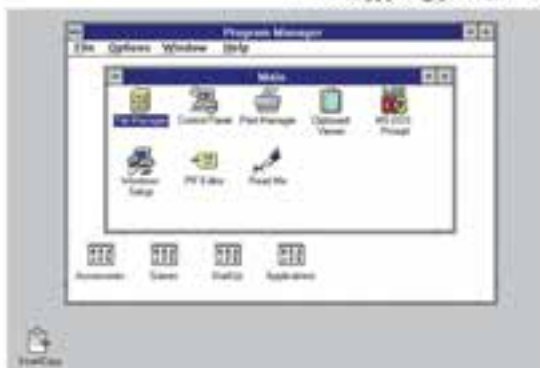 Program Manager
File Options Window Help
Main
File Manager Control Panel Print Manager Clipboard Viewer MS-DOS Prompt
Windows Setup PIF Editor Read Me
Accessories Games StartUp Applications